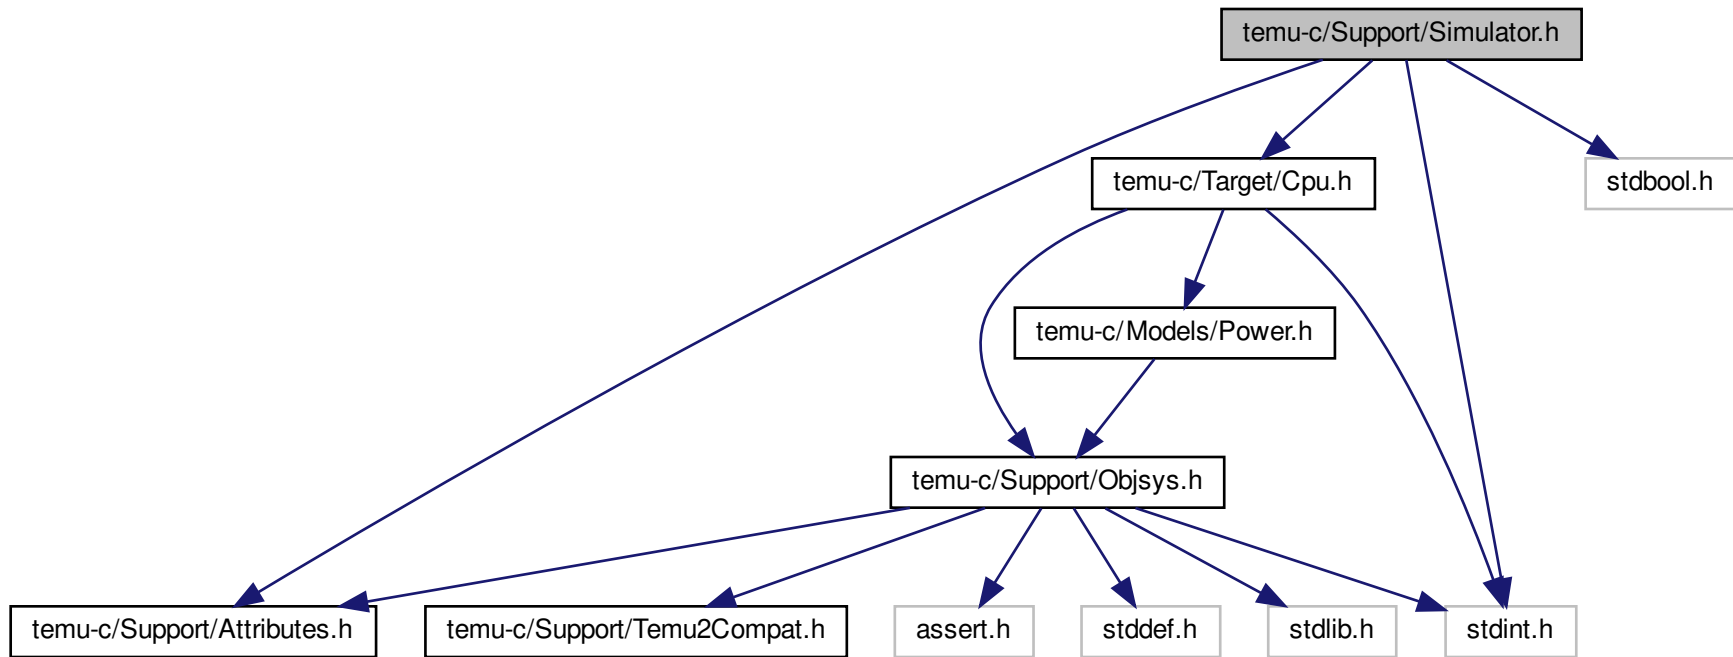 temu-c/Support/Simulator.h
temu-c/Target/Cpu.h
stdbool.h
temu-c/Models/Power.h
temu-c/Support/Objsys.h
temu-c/Support/Attributes.h
temu-c/Support/Temu2Compat.h
assert.h
stddef.h
stdlib.h
stdint.h